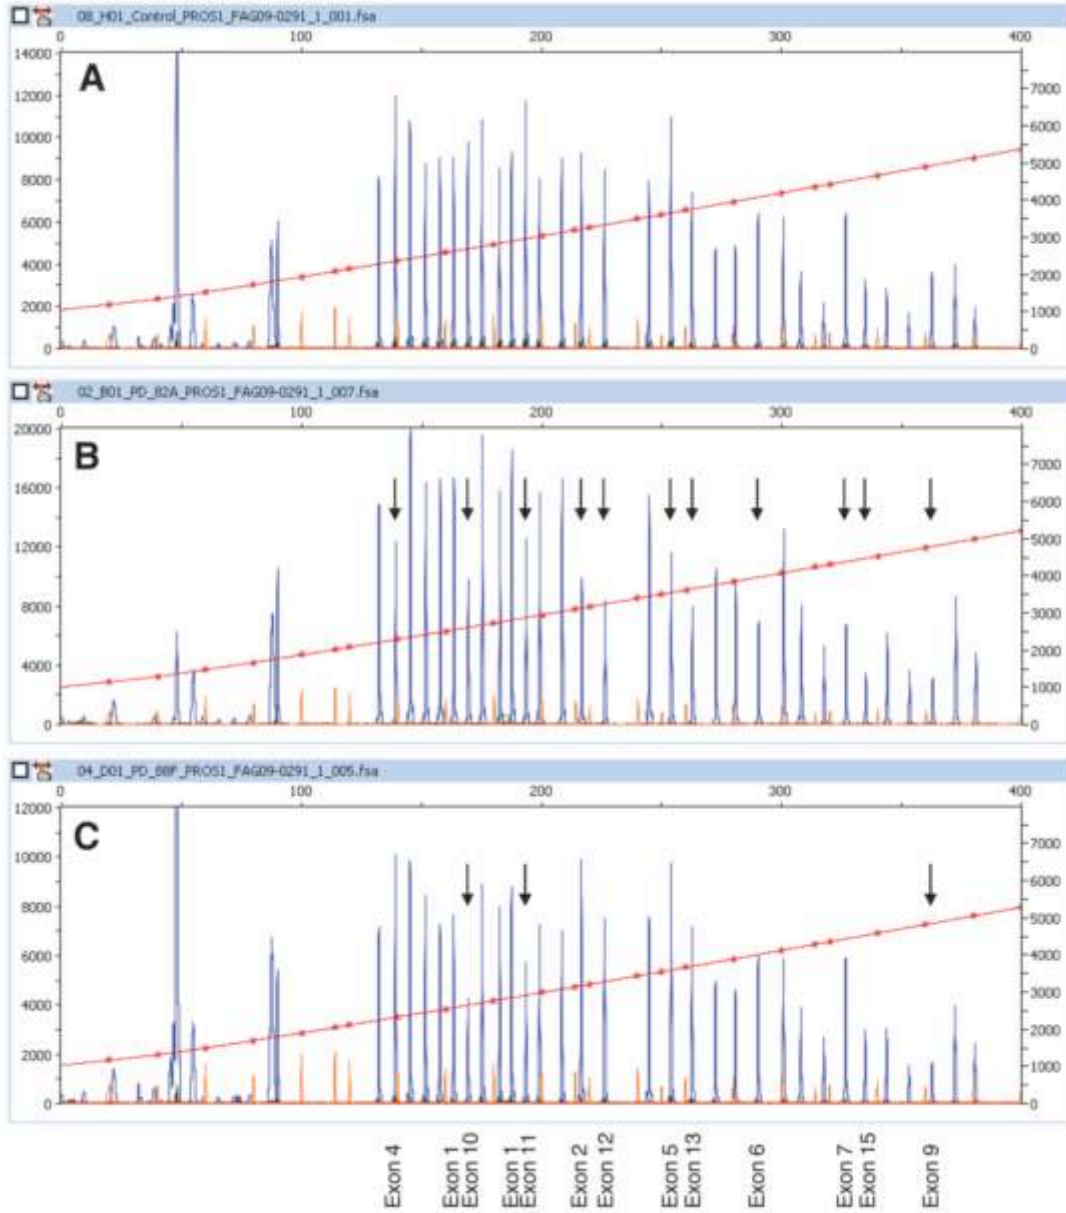 08_H01_Control_PROS1_FAG09-0291_1_001.fsa
0 100 200 300 400
A
14000
12000
10000
8000
6000
4000
2000
0
7000
6000
5000
4000
3000
2000
1000
0
02_B01_PD_82A_PROS1_FAG09-0291_1_007.fsa
0 100 200 300 400
B
20000
16000
12000
8000
4000
0
7000
6000
5000
4000
3000
2000
1000
0
04_D01_PD_88F_PROS1_FAG09-0291_1_005.fsa
0 100 200 300 400
C
12000
10000
8000
6000
4000
2000
0
7000
6000
5000
4000
3000
2000
1000
0
Exon 4
Exon 1
Exon 10
Exon 1
Exon 11
Exon 2
Exon 12
Exon 5
Exon 13
Exon 6
Exon 7
Exon 15
Exon 9